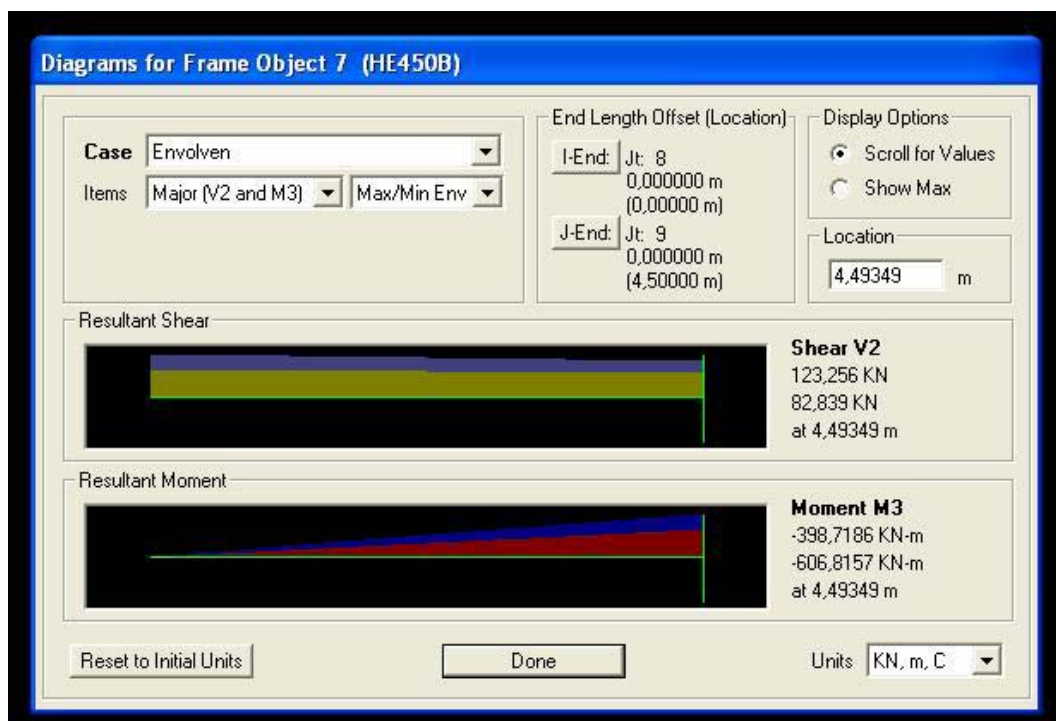 Diagrams for Frame Object 7 (HE450B)
Case Envolven
Items Major (V2 and M3) Max/Min Env
End Length Offset (Location)
I-End: Jt: 8
0,000000 m
(0,00000 m)
J-End: Jt: 9
0,000000 m
(4,50000 m)
Display Options
Scroll for Values
Show Max
Location
4,49349 m
Resultant Shear
Shear V2
123,256 KN
82,839 KN
at 4,49349 m
Resultant Moment
Moment M3
-398,7186 KN-m
-606,8157 KN-m
at 4,49349 m
Reset to Initial Units
Done
Units KN, m, C